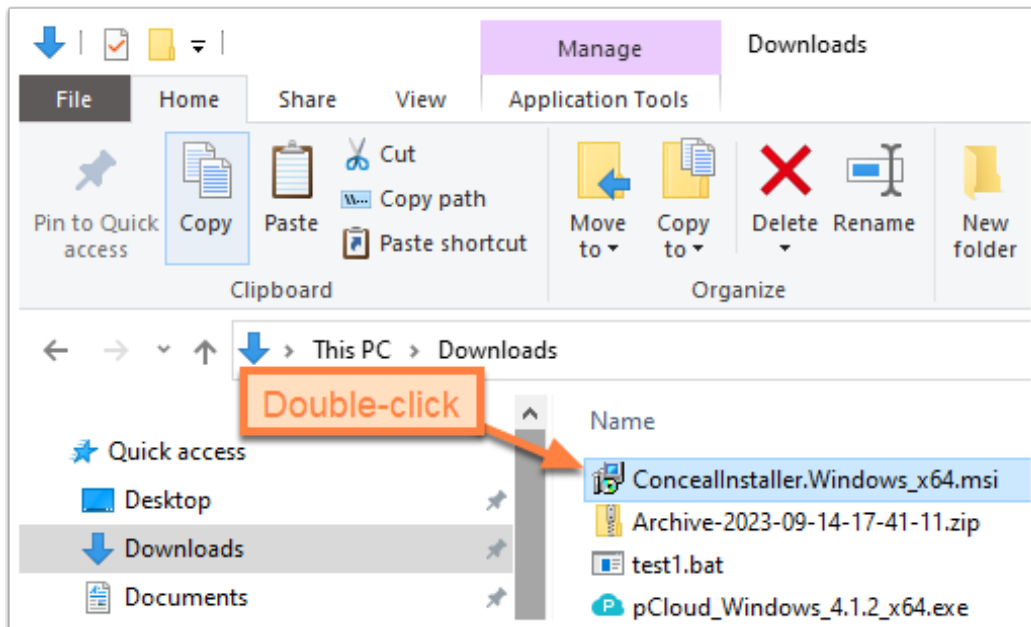 Manage
Downloads
File
Home
Share
View
Application Tools
Pin to Quick access
Copy
Paste
Cut
Copy path
Paste shortcut
Move to
Copy to
Delete
Rename
New folder
Clipboard
Organize
This PC > Downloads
Double-click
Name
Quick access
Desktop
Downloads
Documents
ConcealInstaller.Windows_x64.msi
Archive-2023-09-14-17-41-11.zip
test1.bat
pCloud_Windows_4.1.2_x64.exe